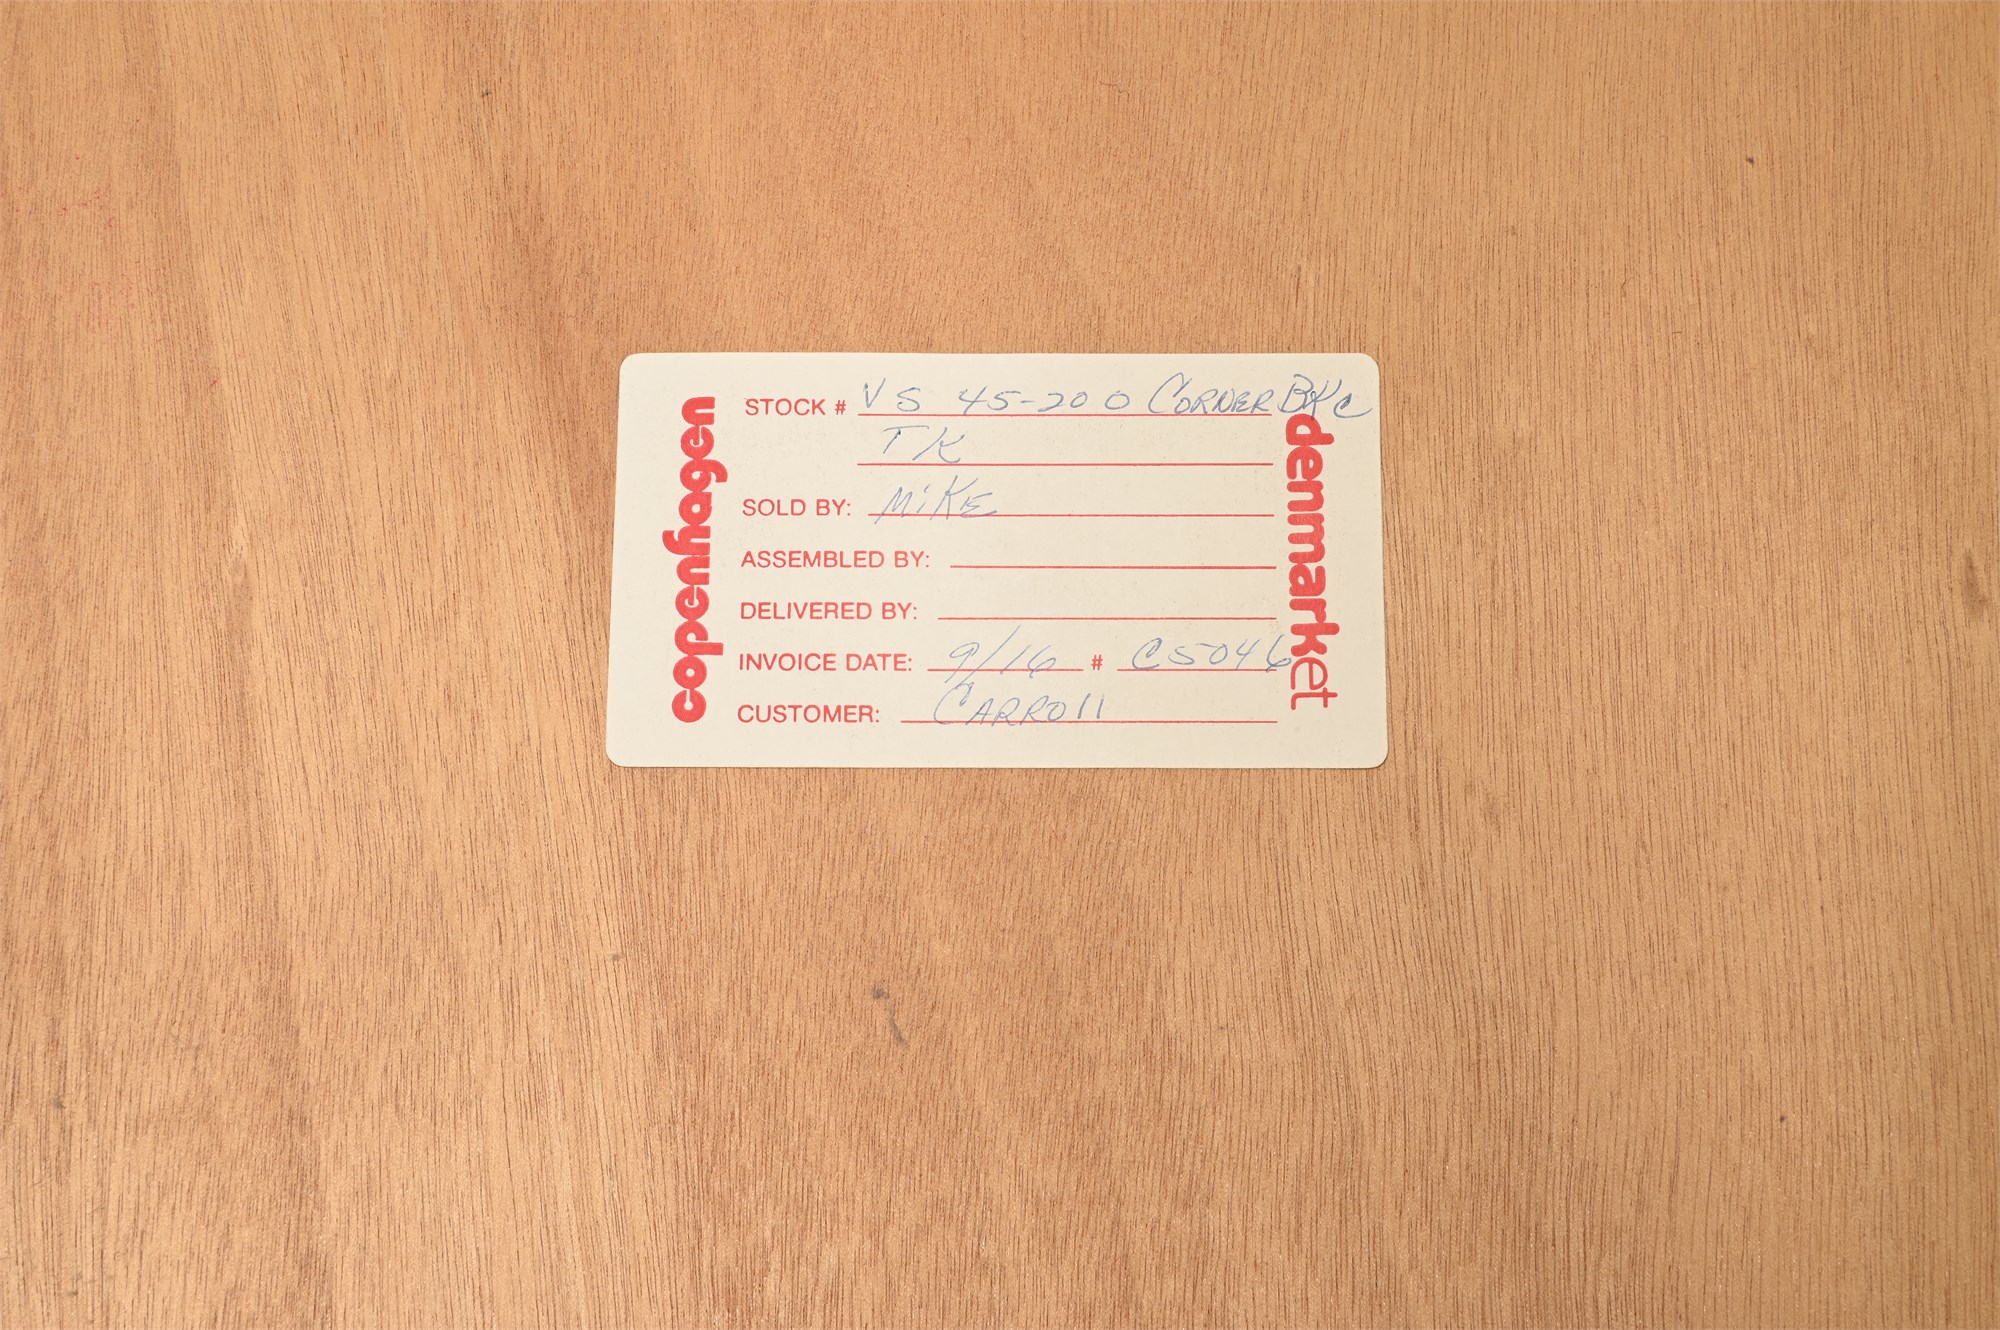 copenhagen
STOCK # VS 45-200 CORNER BKC
TK
SOLD BY: MIKE
ASSEMBLED BY:
DELIVERED BY:
INVOICE DATE: 9/16 # C5046
CUSTOMER: CARROll
denmarket